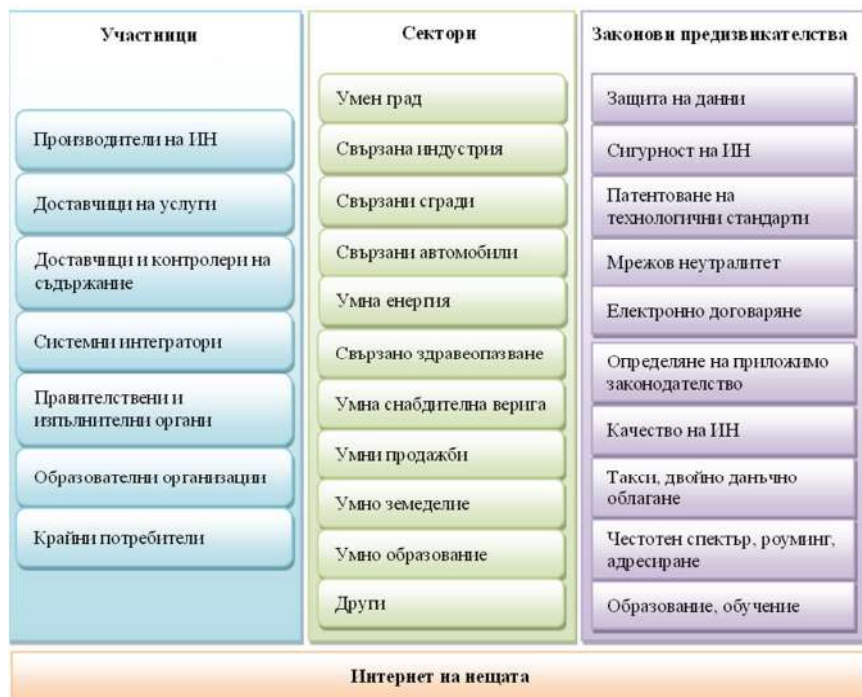 Участници
Производители на ИН
Доставчици на услуги
Доставчици и контролери на
съдържание
Системни интегратори
Правителствени и
изпълнителни органи
Образователни организации
Крайни потребители
Сектори
Умен град
Свързана индустрия
Свързани сгради
Свързани автомобили
Умна енергия
Свързано здравеопазване
Умна снабдителна верига
Умни продажби
Умно земеделие
Умно образование
Други
Законови предизвикателства
Защита на данни
Сигурност на ИН
Патентоване на
технологични стандарти
Мрежов неутралитет
Електронно договаряне
Определяне на приложимо
законодателство
Качество на ИН
Такси, двойно данъчно
облагане
Честотен спектър, роуминг,
адресиране
Образование, обучение
Интернет на нещата